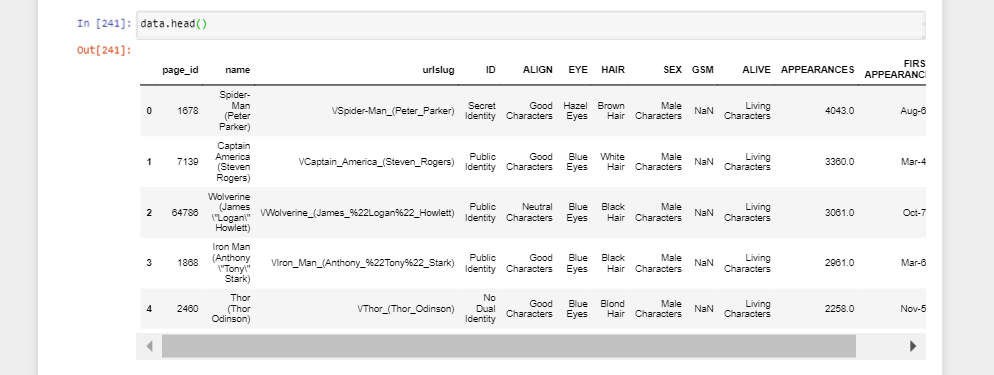 In [241]: data.head()
Out[241]:
page_id name urlslug ID ALIGN EYE HAIR SEX GSM ALIVE APPEARANCES FIRS APPEARANC
0 1678 Spider-Man (Peter Parker) \/Spider-Man_(Peter_Parker) Secret Identity Good Characters Hazel Eyes Brown Hair Male Characters NaN Living Characters 4043.0 Aug-6
1 7139 Captain America (Steven Rogers) \/Captain_America_(Steven_Rogers) Public Identity Good Characters Blue Eyes White Hair Male Characters NaN Living Characters 3360.0 Mar-4
2 64786 Wolverine (James \"Logan\" Howlett) \/Wolverine_(James_%22Logan%22_Howlett) Public Identity Neutral Characters Blue Eyes Black Hair Male Characters NaN Living Characters 3061.0 Oct-7
3 1868 Iron Man (Anthony \"Tony\" Stark) \/Iron_Man_(Anthony_%22Tony%22_Stark) Public Identity Good Characters Blue Eyes Black Hair Male Characters NaN Living Characters 2961.0 Mar-6
4 2460 Thor (Thor Odinson) \/Thor_(Thor_Odinson) No Dual Identity Good Characters Blue Eyes Blond Hair Male Characters NaN Living Characters 2258.0 Nov-5